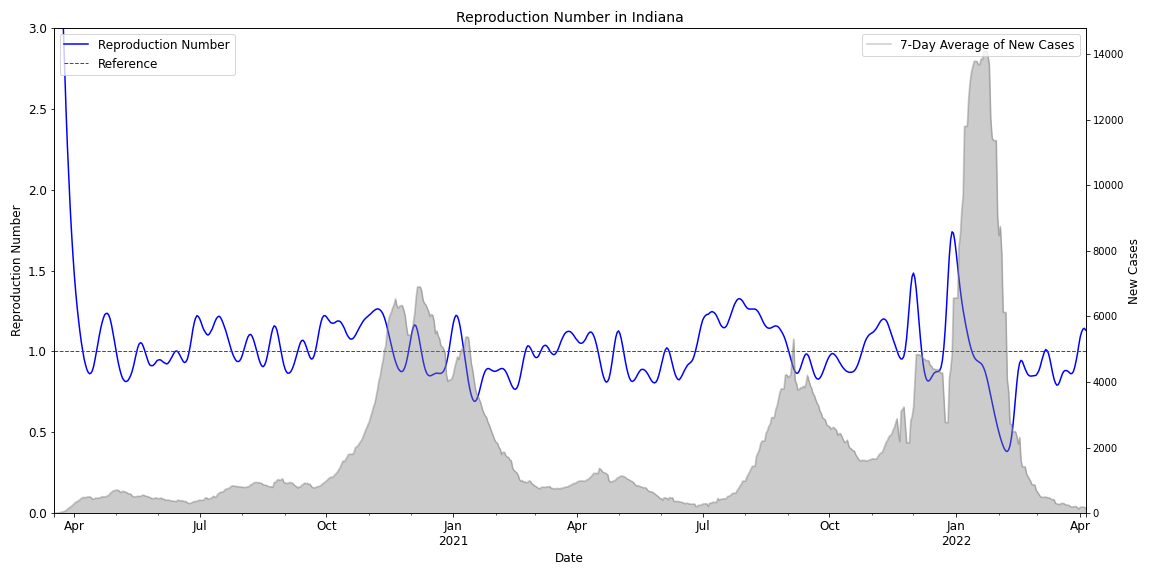 Reproduction Number in Indiana
Reproduction Number
Reference
7-Day Average of New Cases
3.0
2.5
2.0
1.5
1.0
0.5
0.0
Reproduction Number
14000
12000
10000
8000
6000
4000
2000
0
New Cases
Apr
Jul
Oct
Jan
2021
Apr
Jul
Oct
Jan
2022
Apr
Date